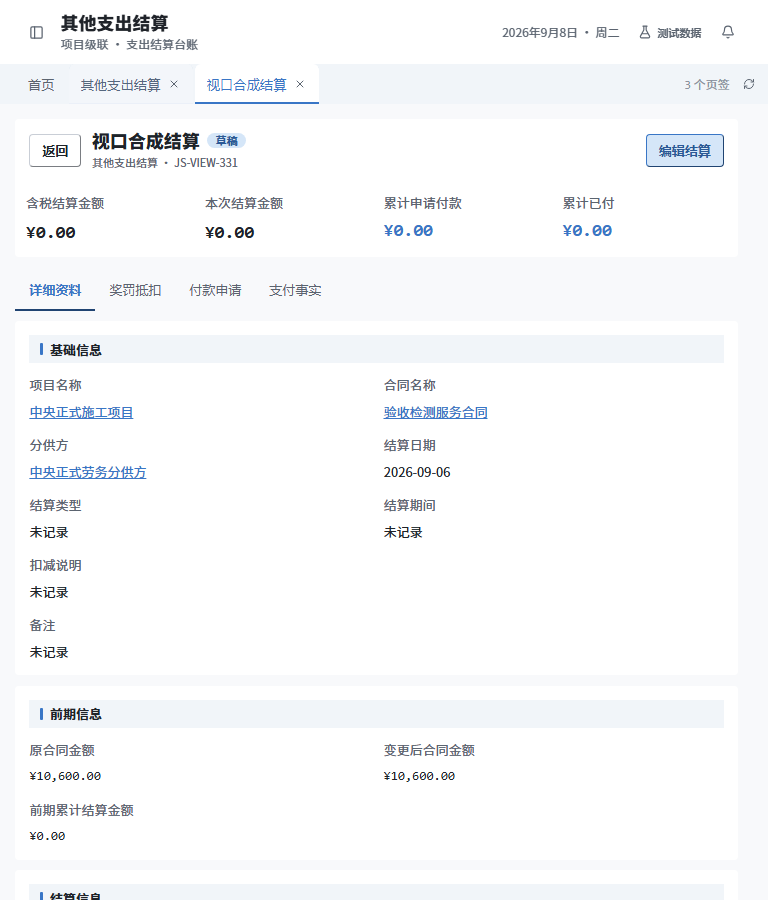 其他支出结算
项目级联 • 支出结算台账
2026年9月8日 • 周二 测试数据
首页 其他支出结算 × 视口合成结算 × 3 个页签
返回 视口合成结算 草稿 编辑结算
其他支出结算 • JS-VIEW-331
含税结算金额 本次结算金额 累计申请付款 累计已付
¥0.00 ¥0.00 ¥0.00 ¥0.00
详细资料 奖罚抵扣 付款申请 支付事实
基础信息
项目名称 合同名称
中央正式施工项目 验收检测服务合同
分供方 结算日期
中央正式劳务分供方 2026-09-06
结算类型 结算期间
未记录 未记录
扣减说明
未记录
备注
未记录
前期信息
原合同金额 变更后合同金额
¥10,600.00 ¥10,600.00
前期累计结算金额
¥0.00
结算信息